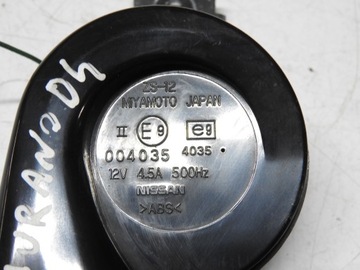 ZS-12
MIYAMOTO JAPAN
II E9 e9
004035 4035
12V 4.5A 500Hz
NISSAN
>ABS<